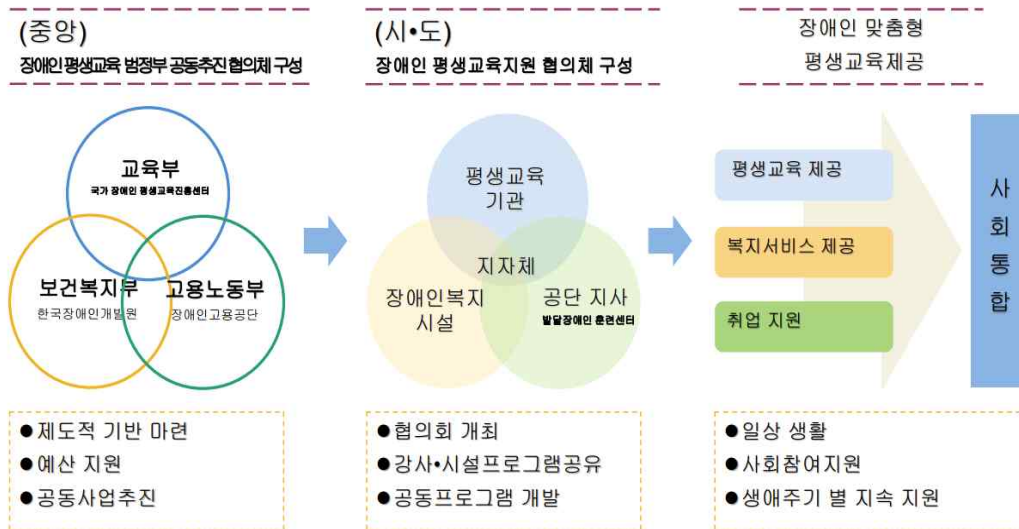 (중앙)
장애인 평생교육 범정부 공동추진 협의체 구성
교육부
국가 장애인 평생교육진흥센터
보건복지부
한국장애인개발원
고용노동부
장애인고용공단
●제도적 기반 마련
●예산 지원
●공동사업추진
(시•도)
장애인 평생교육지원 협의체 구성
평생교육
기관
지자체
장애인복지
시설
공단 지사
발달장애인 훈련센터
●협의회 개최
●강사•시설프로그램공유
●공동프로그램 개발
장애인 맞춤형
평생교육제공
평생교육 제공
복지서비스 제공
취업 지원
사회통합
●일상 생활
●사회참여지원
●생애주기 별 지속 지원